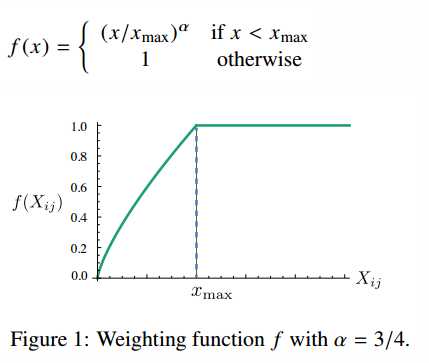 f(x) = { (x/x_max)^α if x < x_max
1 otherwise
1.0
0.8
0.6
f(X_ij)
0.4
0.2
0.0
X_ij
x_max
Figure 1: Weighting function f with α = 3/4.